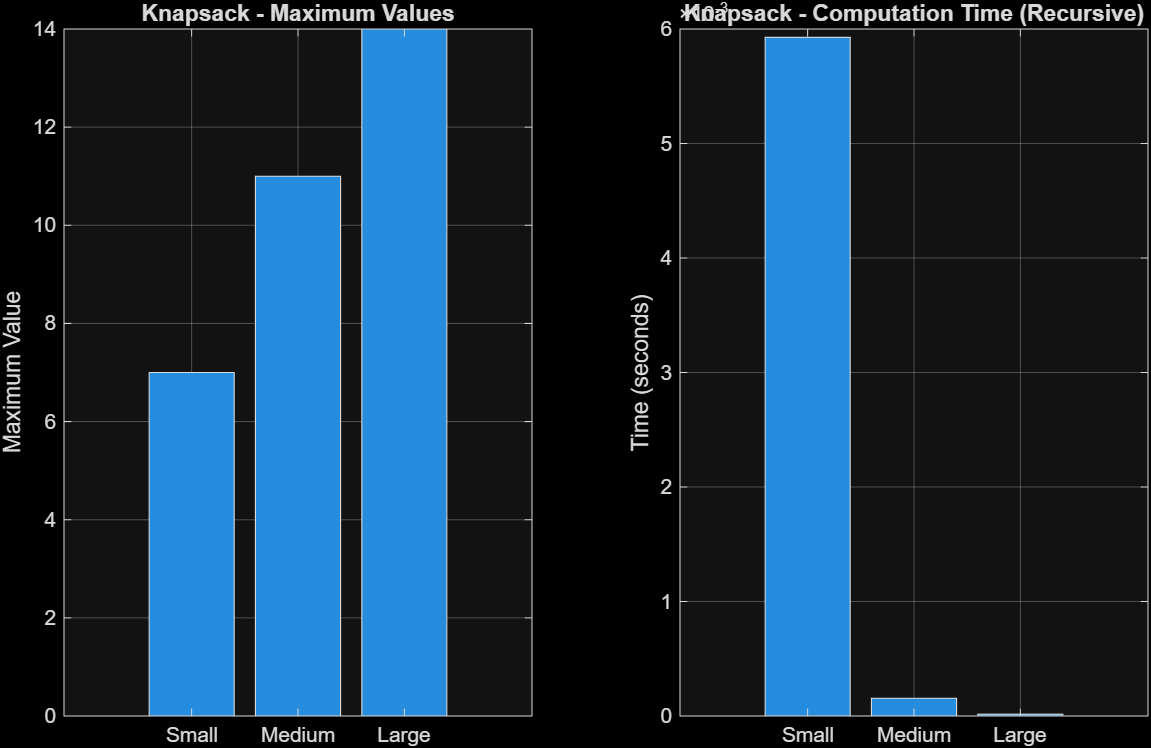 Knapsack - Maximum Values
Maximum Value
14
12
10
8
6
4
2
0
Small Medium Large
Knapsack - Computation Time (Recursive)
Time (seconds)
6
5
4
3
2
1
0
Small Medium Large